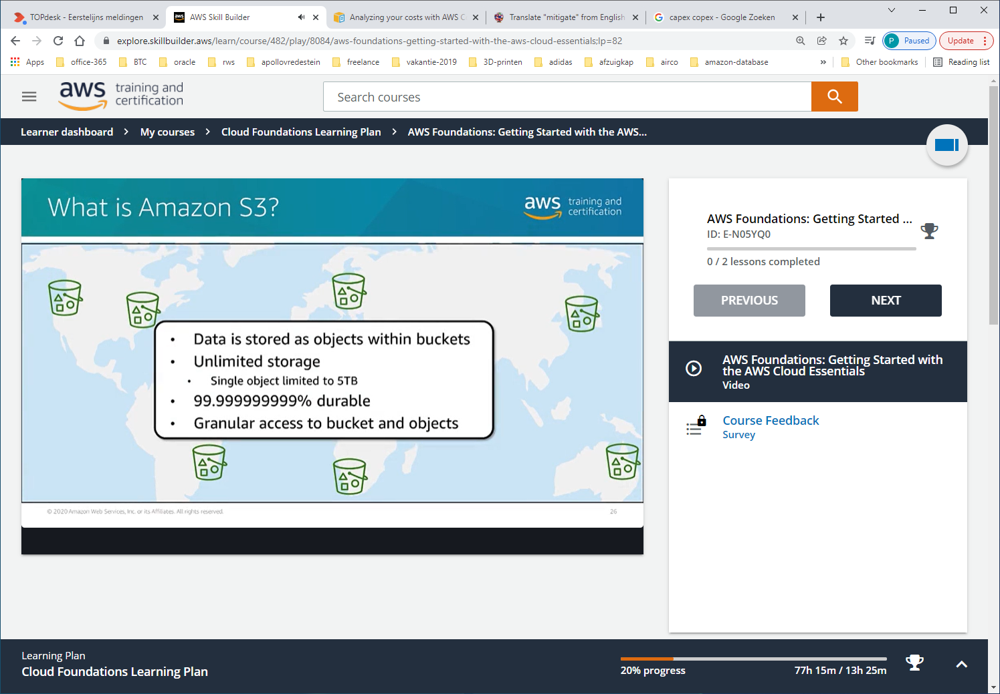 TOPdesk - Eerstelijns meldingen
AWS Skill Builder
Analyzing your costs with AWS C
Translate "mitigate" from English
capex copex - Google Zoeken
explore.skillbuilder.aws/learn/course/482/play/8084/aws-foundations-getting-started-with-the-aws-cloud-essentials;lp=82
P Paused
Update
Apps
office-365
BTC
oracle
rws
apollovredestein
freelance
vakantie-2019
3D-printen
adidas
afzuigkap
airco
amazon-database
»
Other bookmarks
Reading list
aws training and
certification
Search courses
Learner dashboard > My courses > Cloud Foundations Learning Plan > AWS Foundations: Getting Started with the AWS...
What is Amazon S3?
aws training and
certification
• Data is stored as objects within buckets
• Unlimited storage
• Single object limited to 5TB
• 99.999999999% durable
• Granular access to bucket and objects
© 2020 Amazon Web Services, Inc. or its Affiliates. All rights reserved.
26
AWS Foundations: Getting Started ...
ID: E-N05YQ0
0 / 2 lessons completed
PREVIOUS
NEXT
AWS Foundations: Getting Started with
the AWS Cloud Essentials
Video
Course Feedback
Survey
Learning Plan
Cloud Foundations Learning Plan
20% progress
77h 15m / 13h 25m